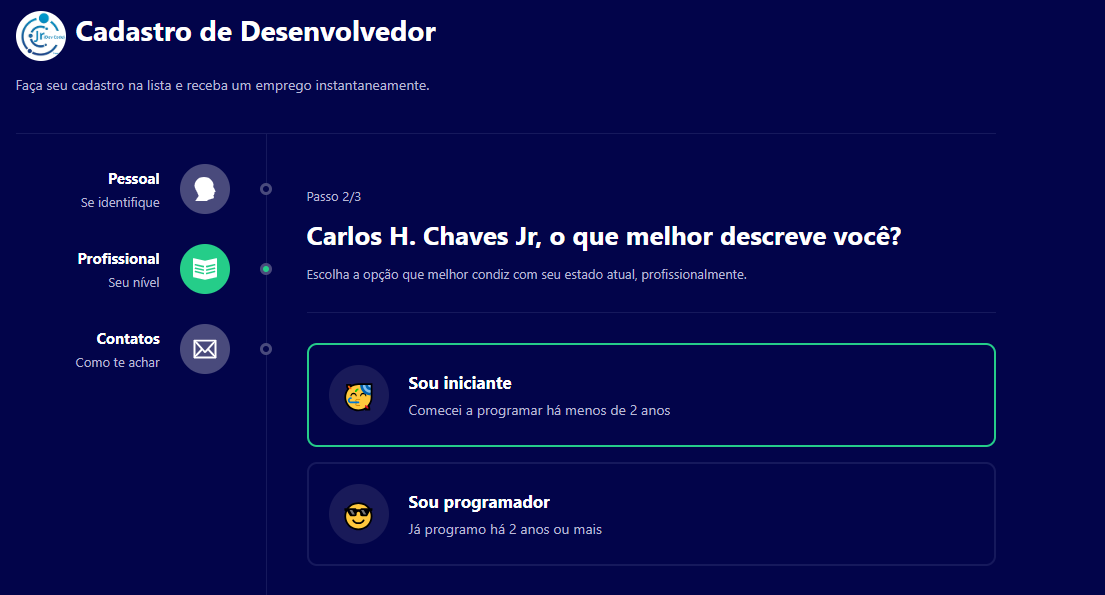 Jr
Cadastro de Desenvolvedor
Faça seu cadastro na lista e receba um emprego instantaneamente.
Pessoal
Se identifique
Profissional
Seu nível
Contatos
Como te achar
Passo 2/3
Carlos H. Chaves Jr, o que melhor descreve você?
Escolha a opção que melhor condiz com seu estado atual, profissionalmente.
Sou iniciante
Comecei a programar há menos de 2 anos
Sou programador
Já programo há 2 anos ou mais